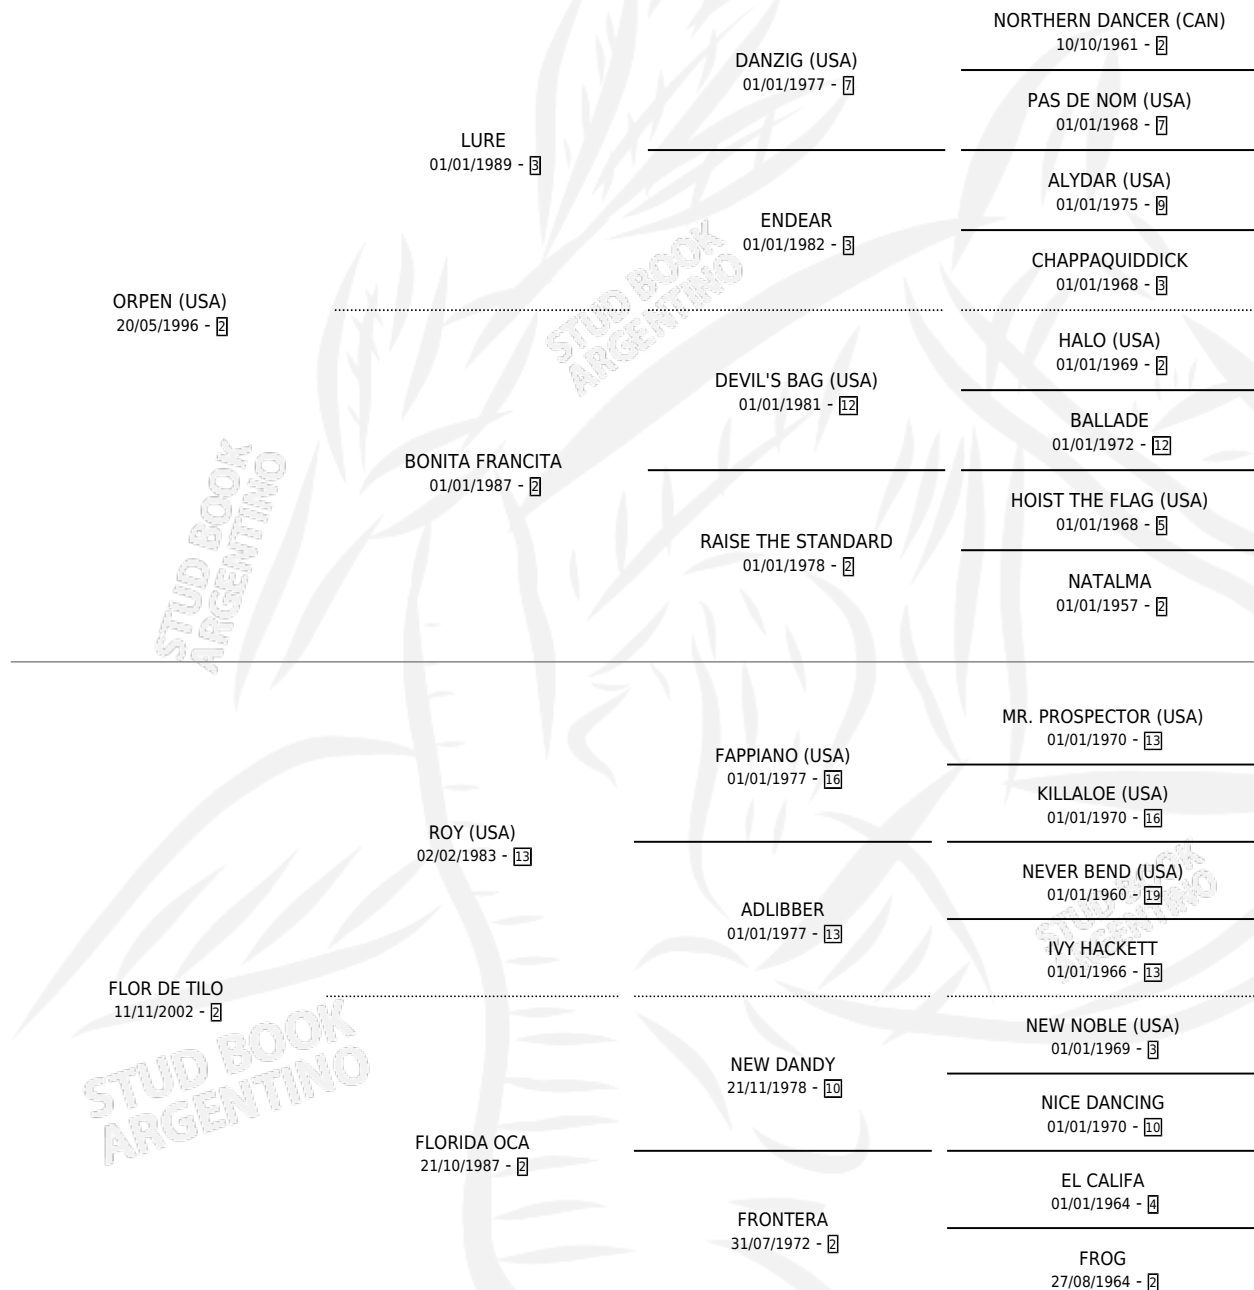 NORTHERN DANCER (CAN)
10/10/1961 - 2
DANZIG (USA)
01/01/1977 - 7
PAS DE NOM (USA)
01/01/1968 - 7
LURE
01/01/1989 - 3
ALYDAR (USA)
01/01/1975 - 9
ENDEAR
01/01/1982 - 3
CHAPPAQUIDDICK
01/01/1968 - 3
ORPEN (USA)
20/05/1996 - 2
HALO (USA)
01/01/1969 - 2
DEVIL'S BAG (USA)
01/01/1981 - 12
BALLADE
01/01/1972 - 12
BONITA FRANCITA
01/01/1987 - 2
HOIST THE FLAG (USA)
01/01/1968 - 5
RAISE THE STANDARD
01/01/1978 - 2
NATALMA
01/01/1957 - 2
MR. PROSPECTOR (USA)
01/01/1970 - 13
FAPPIANO (USA)
01/01/1977 - 16
KILLALOE (USA)
01/01/1970 - 16
ROY (USA)
02/02/1983 - 13
NEVER BEND (USA)
01/01/1960 - 19
ADLIBBER
01/01/1977 - 13
IVY HACKETT
01/01/1966 - 13
FLOR DE TILO
11/11/2002 - 2
NEW NOBLE (USA)
01/01/1969 - 3
NEW DANDY
21/11/1978 - 10
NICE DANCING
01/01/1970 - 10
FLORIDA OCA
21/10/1987 - 2
EL CALIFA
01/01/1964 - 4
FRONTERA
31/07/1972 - 2
FROG
27/08/1964 - 2
STUD BOOK
ARGENTINO
STUD BOOK
ARGENTINO
STUD BOOK
ARGENTINO
STUD BOOK
ARGENTINO